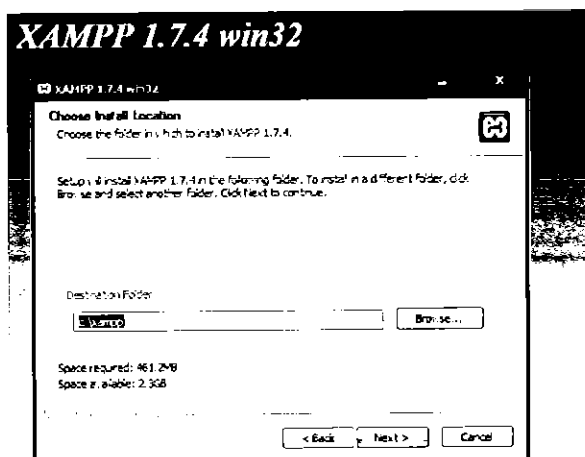 XAMPP 1.7.4 win32
XAMPP 1.7.4 win32
Choose Install Location
Choose the folder in which to install XAMPP 1.7.4.
Setup will install XAMPP 1.7.4 in the following folder. To install in a different folder, click
Browse and select another folder. Click Next to continue.
Destination Folder
c:\xampp
Browse...
Space required: 461.2MB
Space available: 2.3GB
< Back
Next >
Cancel